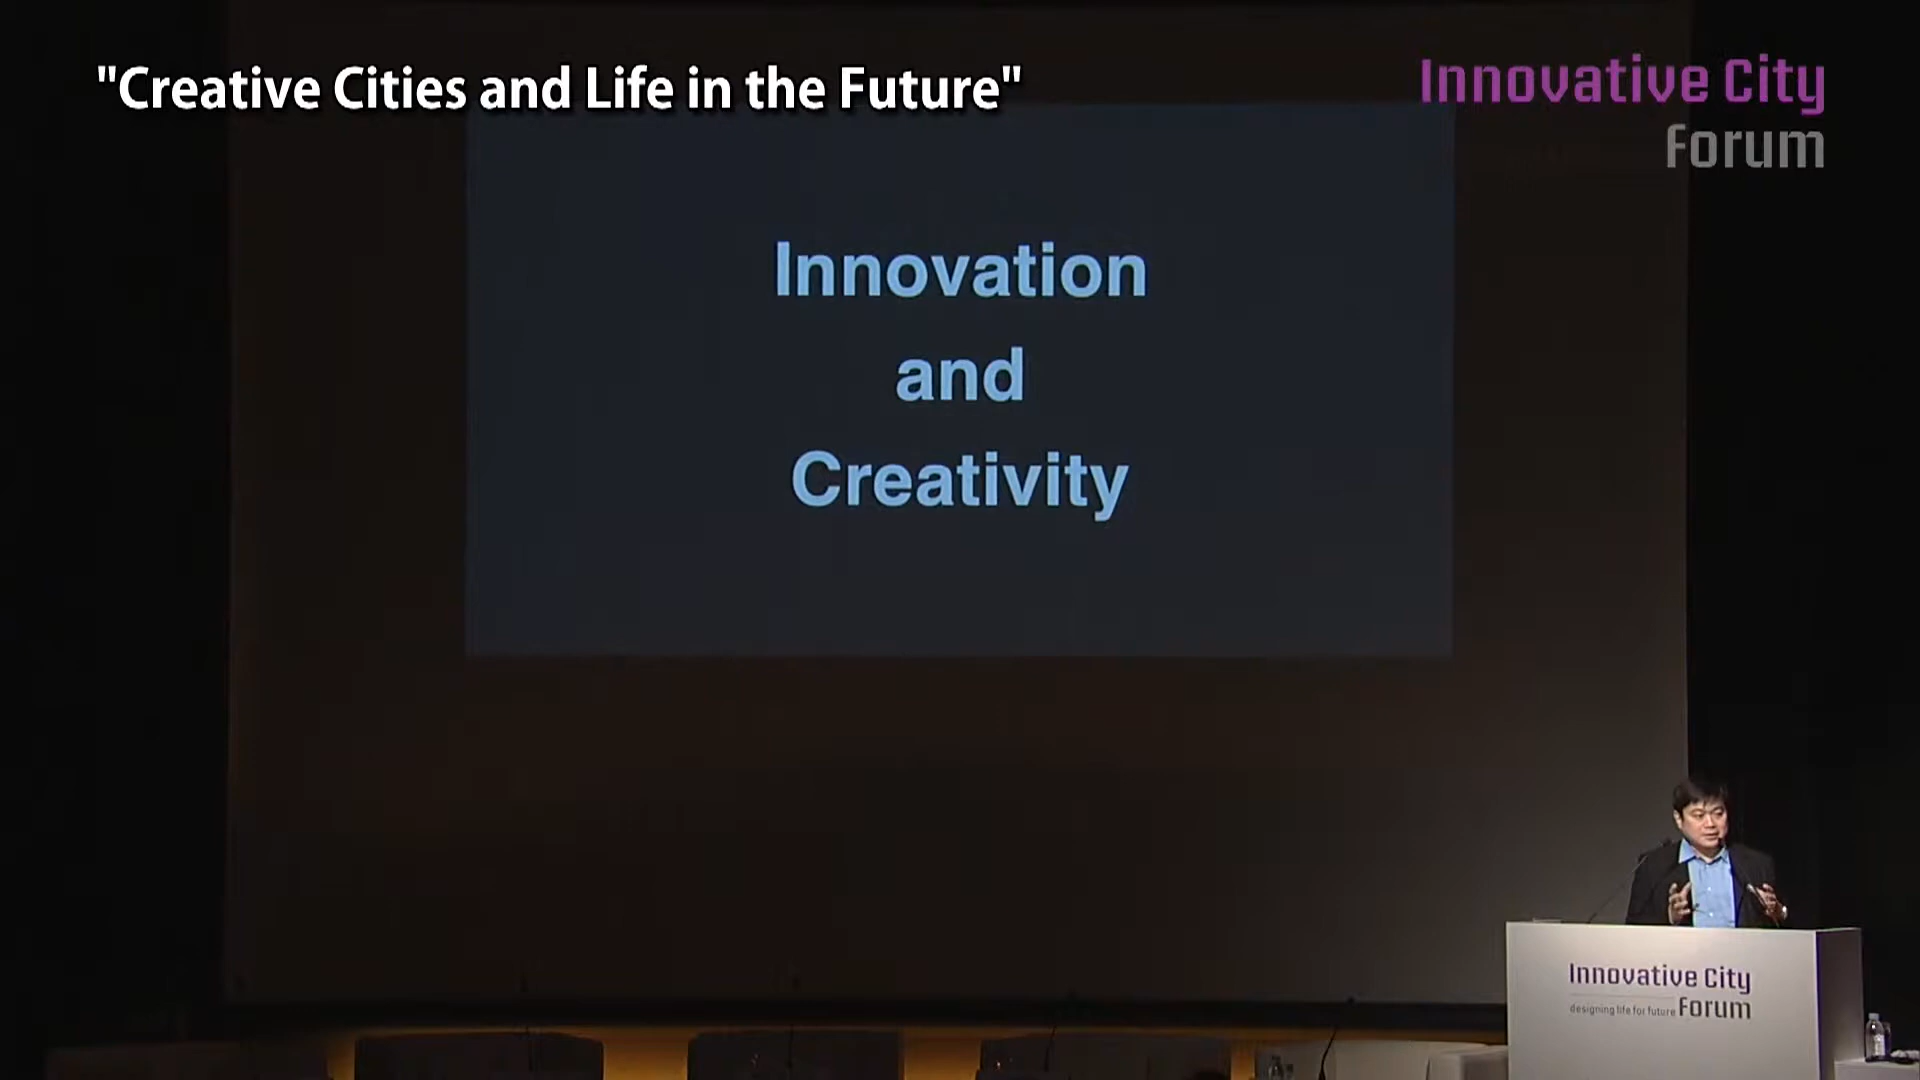 "Creative Cities and Life in the Future"
Innovative City
Forum
Innovation
and
Creativity
Innovative City
designing life for future Forum